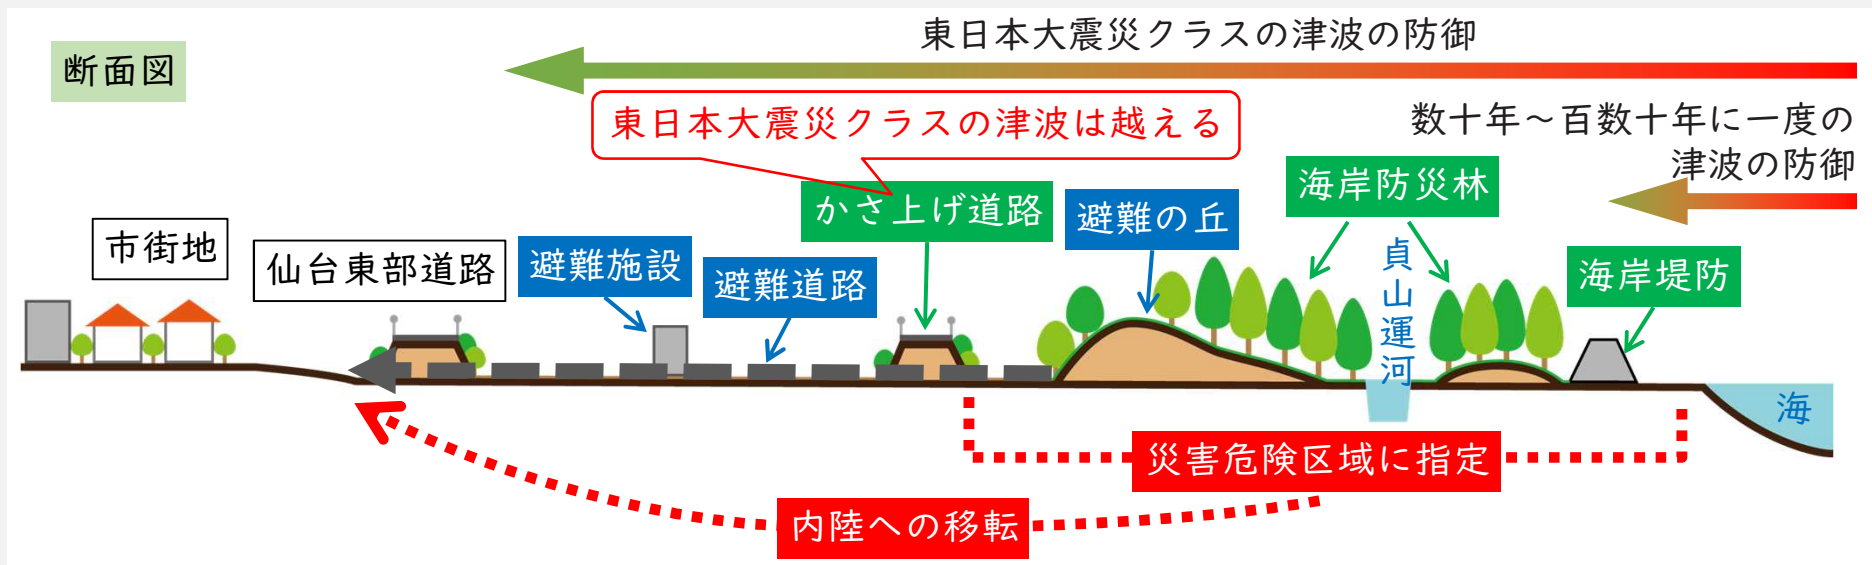 断面図
東日本大震災クラスの津波の防御
東日本大震災クラスの津波は越える
数十年～百数十年に一度の
津波の防御
市街地
仙台東部道路
避難施設
避難道路
かさ上げ道路
避難の丘
海岸防災林
貞山運河
海岸堤防
海
災害危険区域に指定
内陸への移転